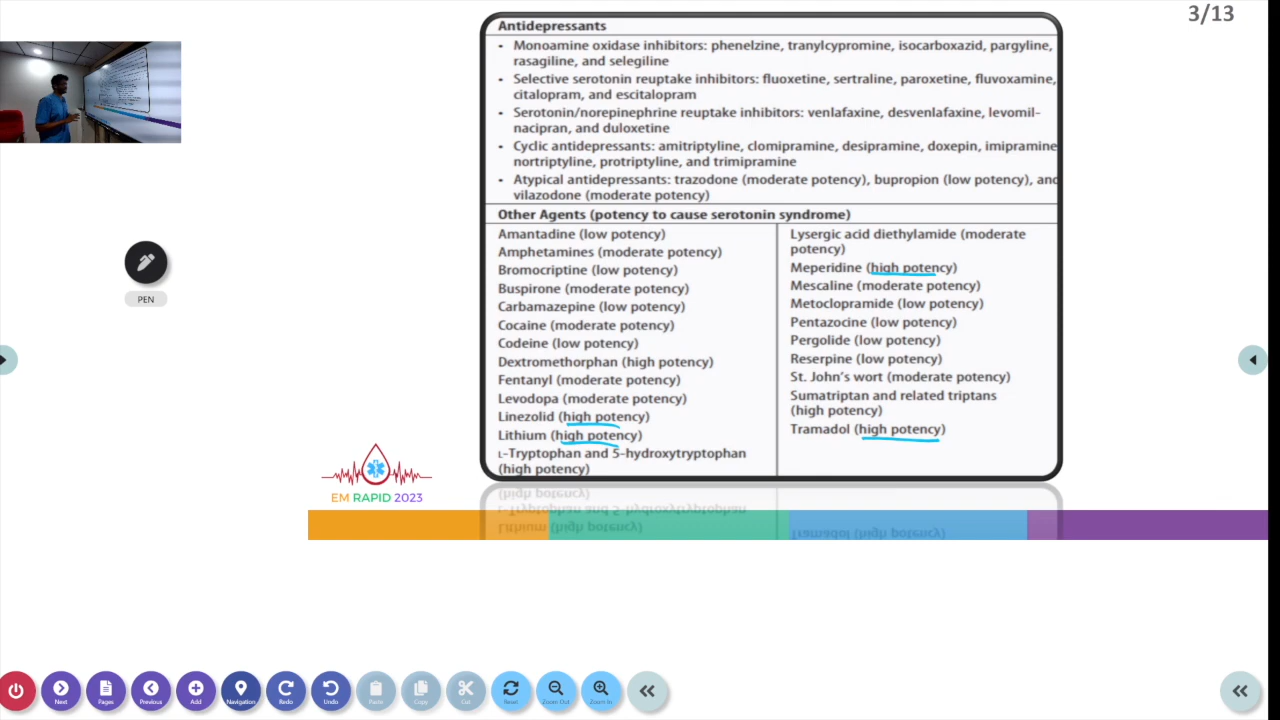 3/13
Antidepressants
• Monoamine oxidase inhibitors: phenelzine, tranylcypromine, isocarboxazid, pargyline,
rasagiline, and selegiline
• Selective serotonin reuptake inhibitors: fluoxetine, sertraline, paroxetine, fluvoxamine,
citalopram, and escitalopram
• Serotonin/norepinephrine reuptake inhibitors: venlafaxine, desvenlafaxine, levomil-
nacipran, and duloxetine
• Cyclic antidepressants: amitriptyline, clomipramine, desipramine, doxepin, imipramine
nortriptyline, protriptyline, and trimipramine
• Atypical antidepressants: trazodone (moderate potency), bupropion (low potency), and
vilazodone (moderate potency)
Other Agents (potency to cause serotonin syndrome)
Amantadine (low potency)
Amphetamines (moderate potency)
Bromocriptine (low potency)
Buspirone (moderate potency)
Carbamazepine (low potency)
Cocaine (moderate potency)
Codeine (low potency)
Dextromethorphan (high potency)
Fentanyl (moderate potency)
Levodopa (moderate potency)
Linezolid (high potency)
Lithium (high potency)
L-Tryptophan and 5-hydroxytryptophan
(high potency)
Lysergic acid diethylamide (moderate
potency)
Meperidine (high potency)
Mescaline (moderate potency)
Metoclopramide (low potency)
Pentazocine (low potency)
Pergolide (low potency)
Reserpine (low potency)
St. John's wort (moderate potency)
Sumatriptan and related triptans
(high potency)
Tramadol (high potency)
PEN
EM RAPID 2023
Next
Pages
Previous
Add
Navigation
Redo
Undo
Paste
Copy
Cut
Reset
Zoom Out
Zoom In